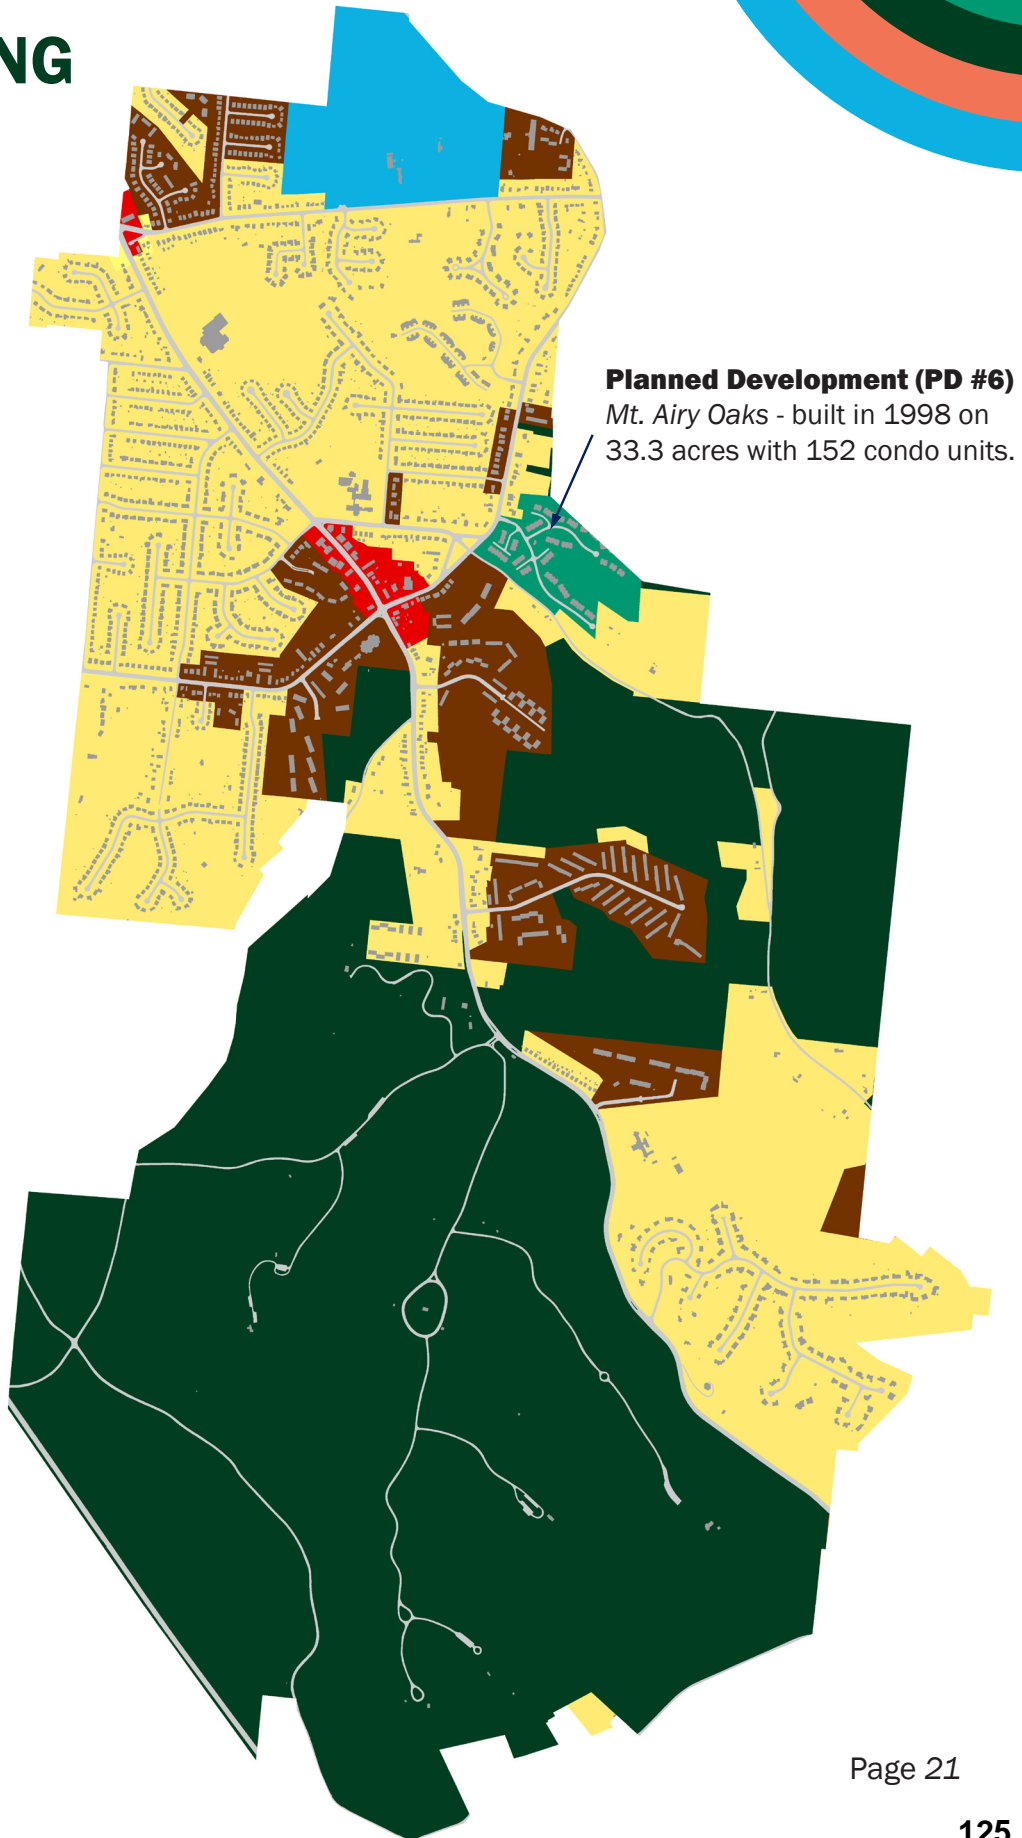 NG
Planned Development (PD #6)
Mt. Airy Oaks - built in 1998 on
33.3 acres with 152 condo units.
Page 21
125